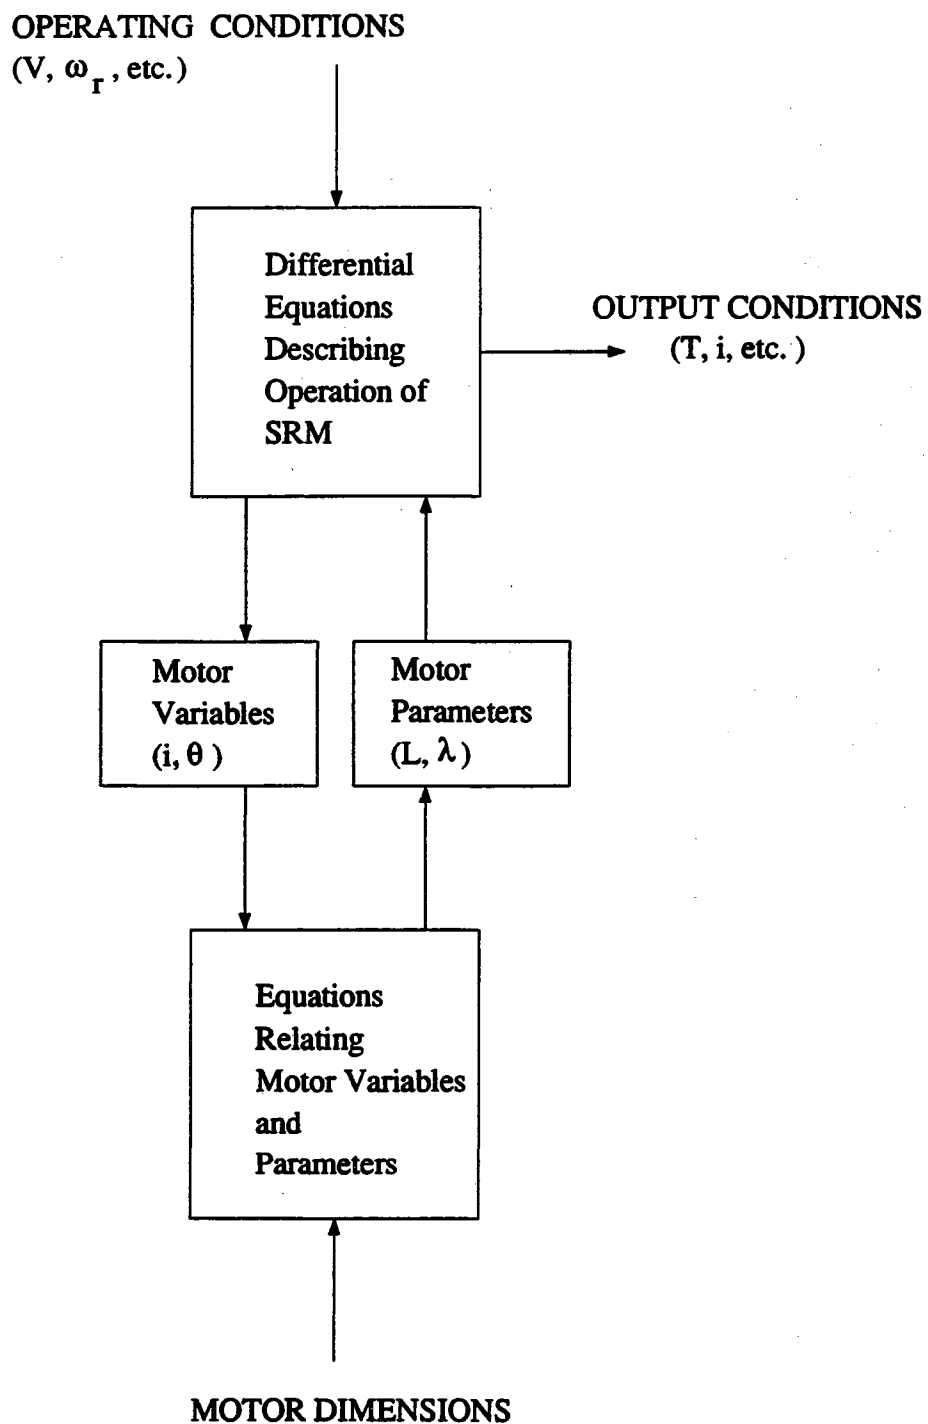 OPERATING CONDITIONS
(V, ωr, etc.)
Differential
Equations
Describing
Operation of
SRM
OUTPUT CONDITIONS
(T, i, etc. )
Motor
Variables
(i, θ )
Motor
Parameters
(L, λ )
Equations
Relating
Motor Variables
and
Parameters
MOTOR DIMENSIONS